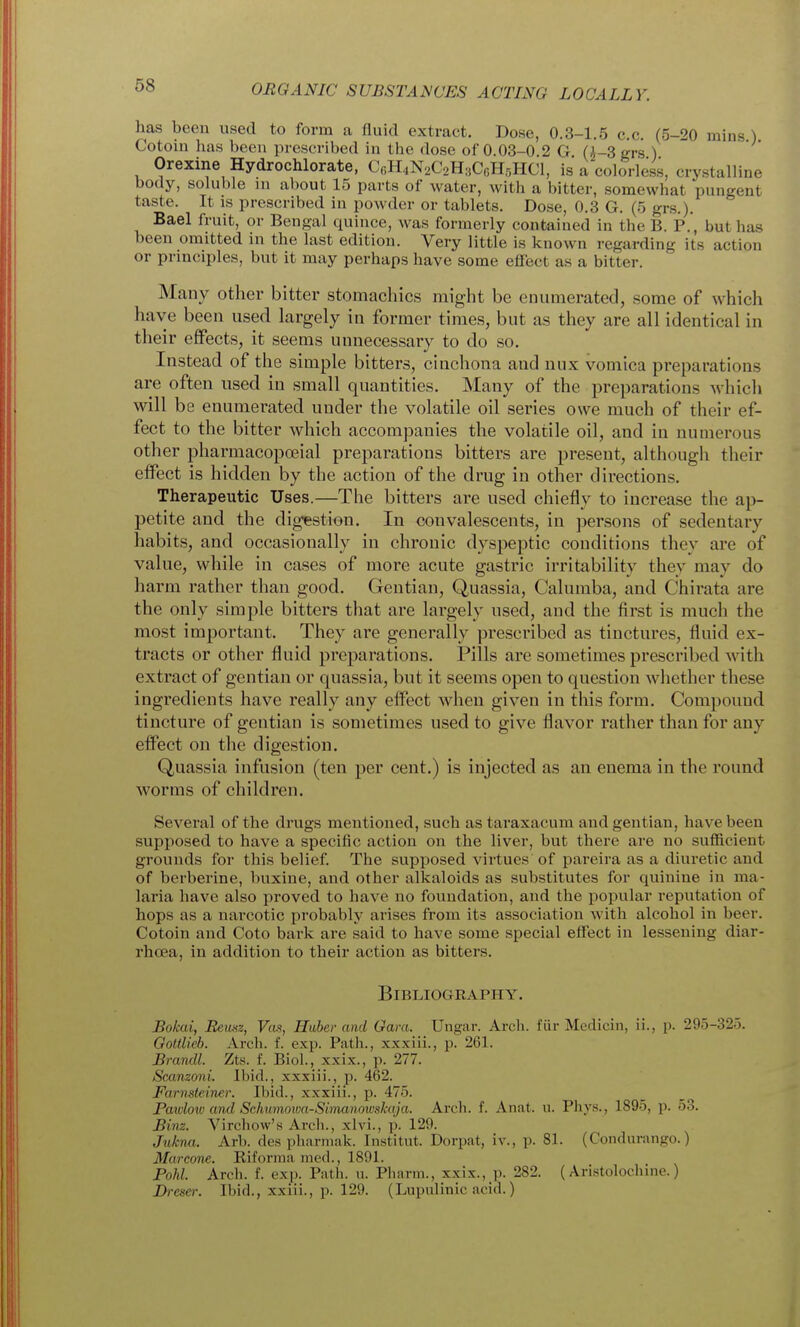 58
ORGANIC SUBSTANCES ACTING LOCALLY.
has been used to form a fluid extract. Dose, 0.3–1.5 c.c. (5–20 mins.).
Cotoin has been prescribed in the dose of 0.03–0.2 G. (½–3 grs.).
Orexine Hydrochlorate, C₆H₄N₂C₂H₃C₆H₅HCl, is a colorless, crystalline
body, soluble in about 15 parts of water, with a bitter, somewhat pungent
taste. It is prescribed in powder or tablets. Dose, 0.3 G. (5 grs.).
Bael fruit, or Bengal quince, was formerly contained in the B. P., but has
been omitted in the last edition. Very little is known regarding its action
or principles, but it may perhaps have some effect as a bitter.
Many other bitter stomachics might be enumerated, some of which
have been used largely in former times, but as they are all identical in
their effects, it seems unnecessary to do so.
Instead of the simple bitters, cinchona and nux vomica preparations
are often used in small quantities. Many of the preparations which
will be enumerated under the volatile oil series owe much of their ef-
fect to the bitter which accompanies the volatile oil, and in numerous
other pharmacopœial preparations bitters are present, although their
effect is hidden by the action of the drug in other directions.
Therapeutic Uses.—The bitters are used chiefly to increase the ap-
petite and the digestion. In convalescents, in persons of sedentary
habits, and occasionally in chronic dyspeptic conditions they are of
value, while in cases of more acute gastric irritability they may do
harm rather than good. Gentian, Quassia, Calumba, and Chirata are
the only simple bitters that are largely used, and the first is much the
most important. They are generally prescribed as tinctures, fluid ex-
tracts or other fluid preparations. Pills are sometimes prescribed with
extract of gentian or quassia, but it seems open to question whether these
ingredients have really any effect when given in this form. Compound
tincture of gentian is sometimes used to give flavor rather than for any
effect on the digestion.
Quassia infusion (ten per cent.) is injected as an enema in the round
worms of children.
Several of the drugs mentioned, such as taraxacum and gentian, have been
supposed to have a specific action on the liver, but there are no sufficient
grounds for this belief. The supposed virtues of pareira as a diuretic and
of berberine, buxine, and other alkaloids as substitutes for quinine in ma-
laria have also proved to have no foundation, and the popular reputation of
hops as a narcotic probably arises from its association with alcohol in beer.
Cotoin and Coto bark are said to have some special effect in lessening diar-
rhœa, in addition to their action as bitters.
BIBLIOGRAPHY.
Bokai, Reusz, Vas, Huber and Gara. Ungar. Arch. für Medicin, ii., p. 295–325.
Gottlieb. Arch. f. exp. Path., xxxiii., p. 261.
Brandl. Zts. f. Biol., xxix., p. 277.
Scanzoni. Ibid., xxxiii., p. 462.
Farnsteiner. Ibid., xxxiii., p. 475.
Pawlow and Schumowa-Simanowskaja. Arch. f. Anat. u. Phys., 1895, p. 53.
Binz. Virchow's Arch., xlvi., p. 129.
Jukna. Arb. des pharmak. Institut. Dorpat, iv., p. 81. (Condurango.)
Marcone. Riforma med., 1891.
Pohl. Arch. f. exp. Path. u. Pharm., xxix., p. 282. (Aristolochine.)
Dreser. Ibid., xxiii., p. 129. (Lupulinic acid.)